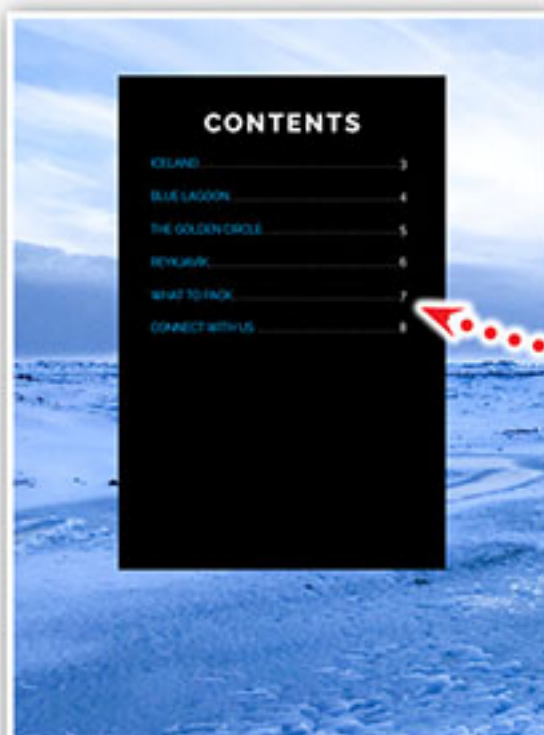 CONTENTS
ICELAND 3
BLUE LAGOON 4
THE GOLDEN CIRCLE 5
REYKJAVÍK 6
WHAT TO PACK 7
CONNECT WITH US 8